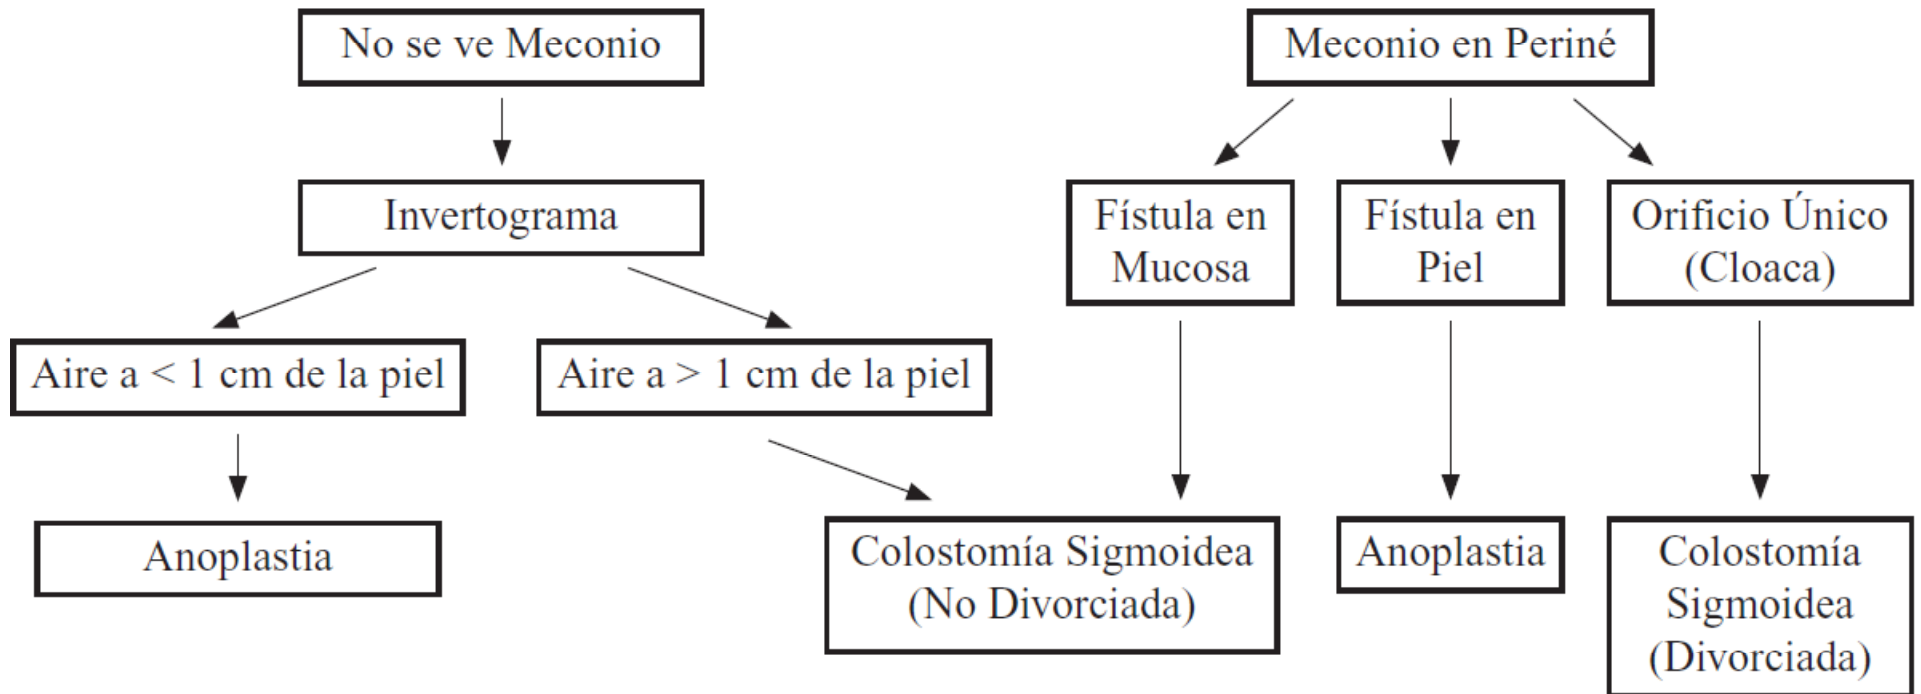 No se ve Meconio
Meconio en Periné
Invertograma
Fístula en
Mucosa
Fístula en
Piel
Orificio Único
(Cloaca)
Aire a < 1 cm de la piel
Aire a > 1 cm de la piel
Anoplastia
Colostomía Sigmoidea
(No Divorciada)
Anoplastia
Colostomía
Sigmoidea
(Divorciada)